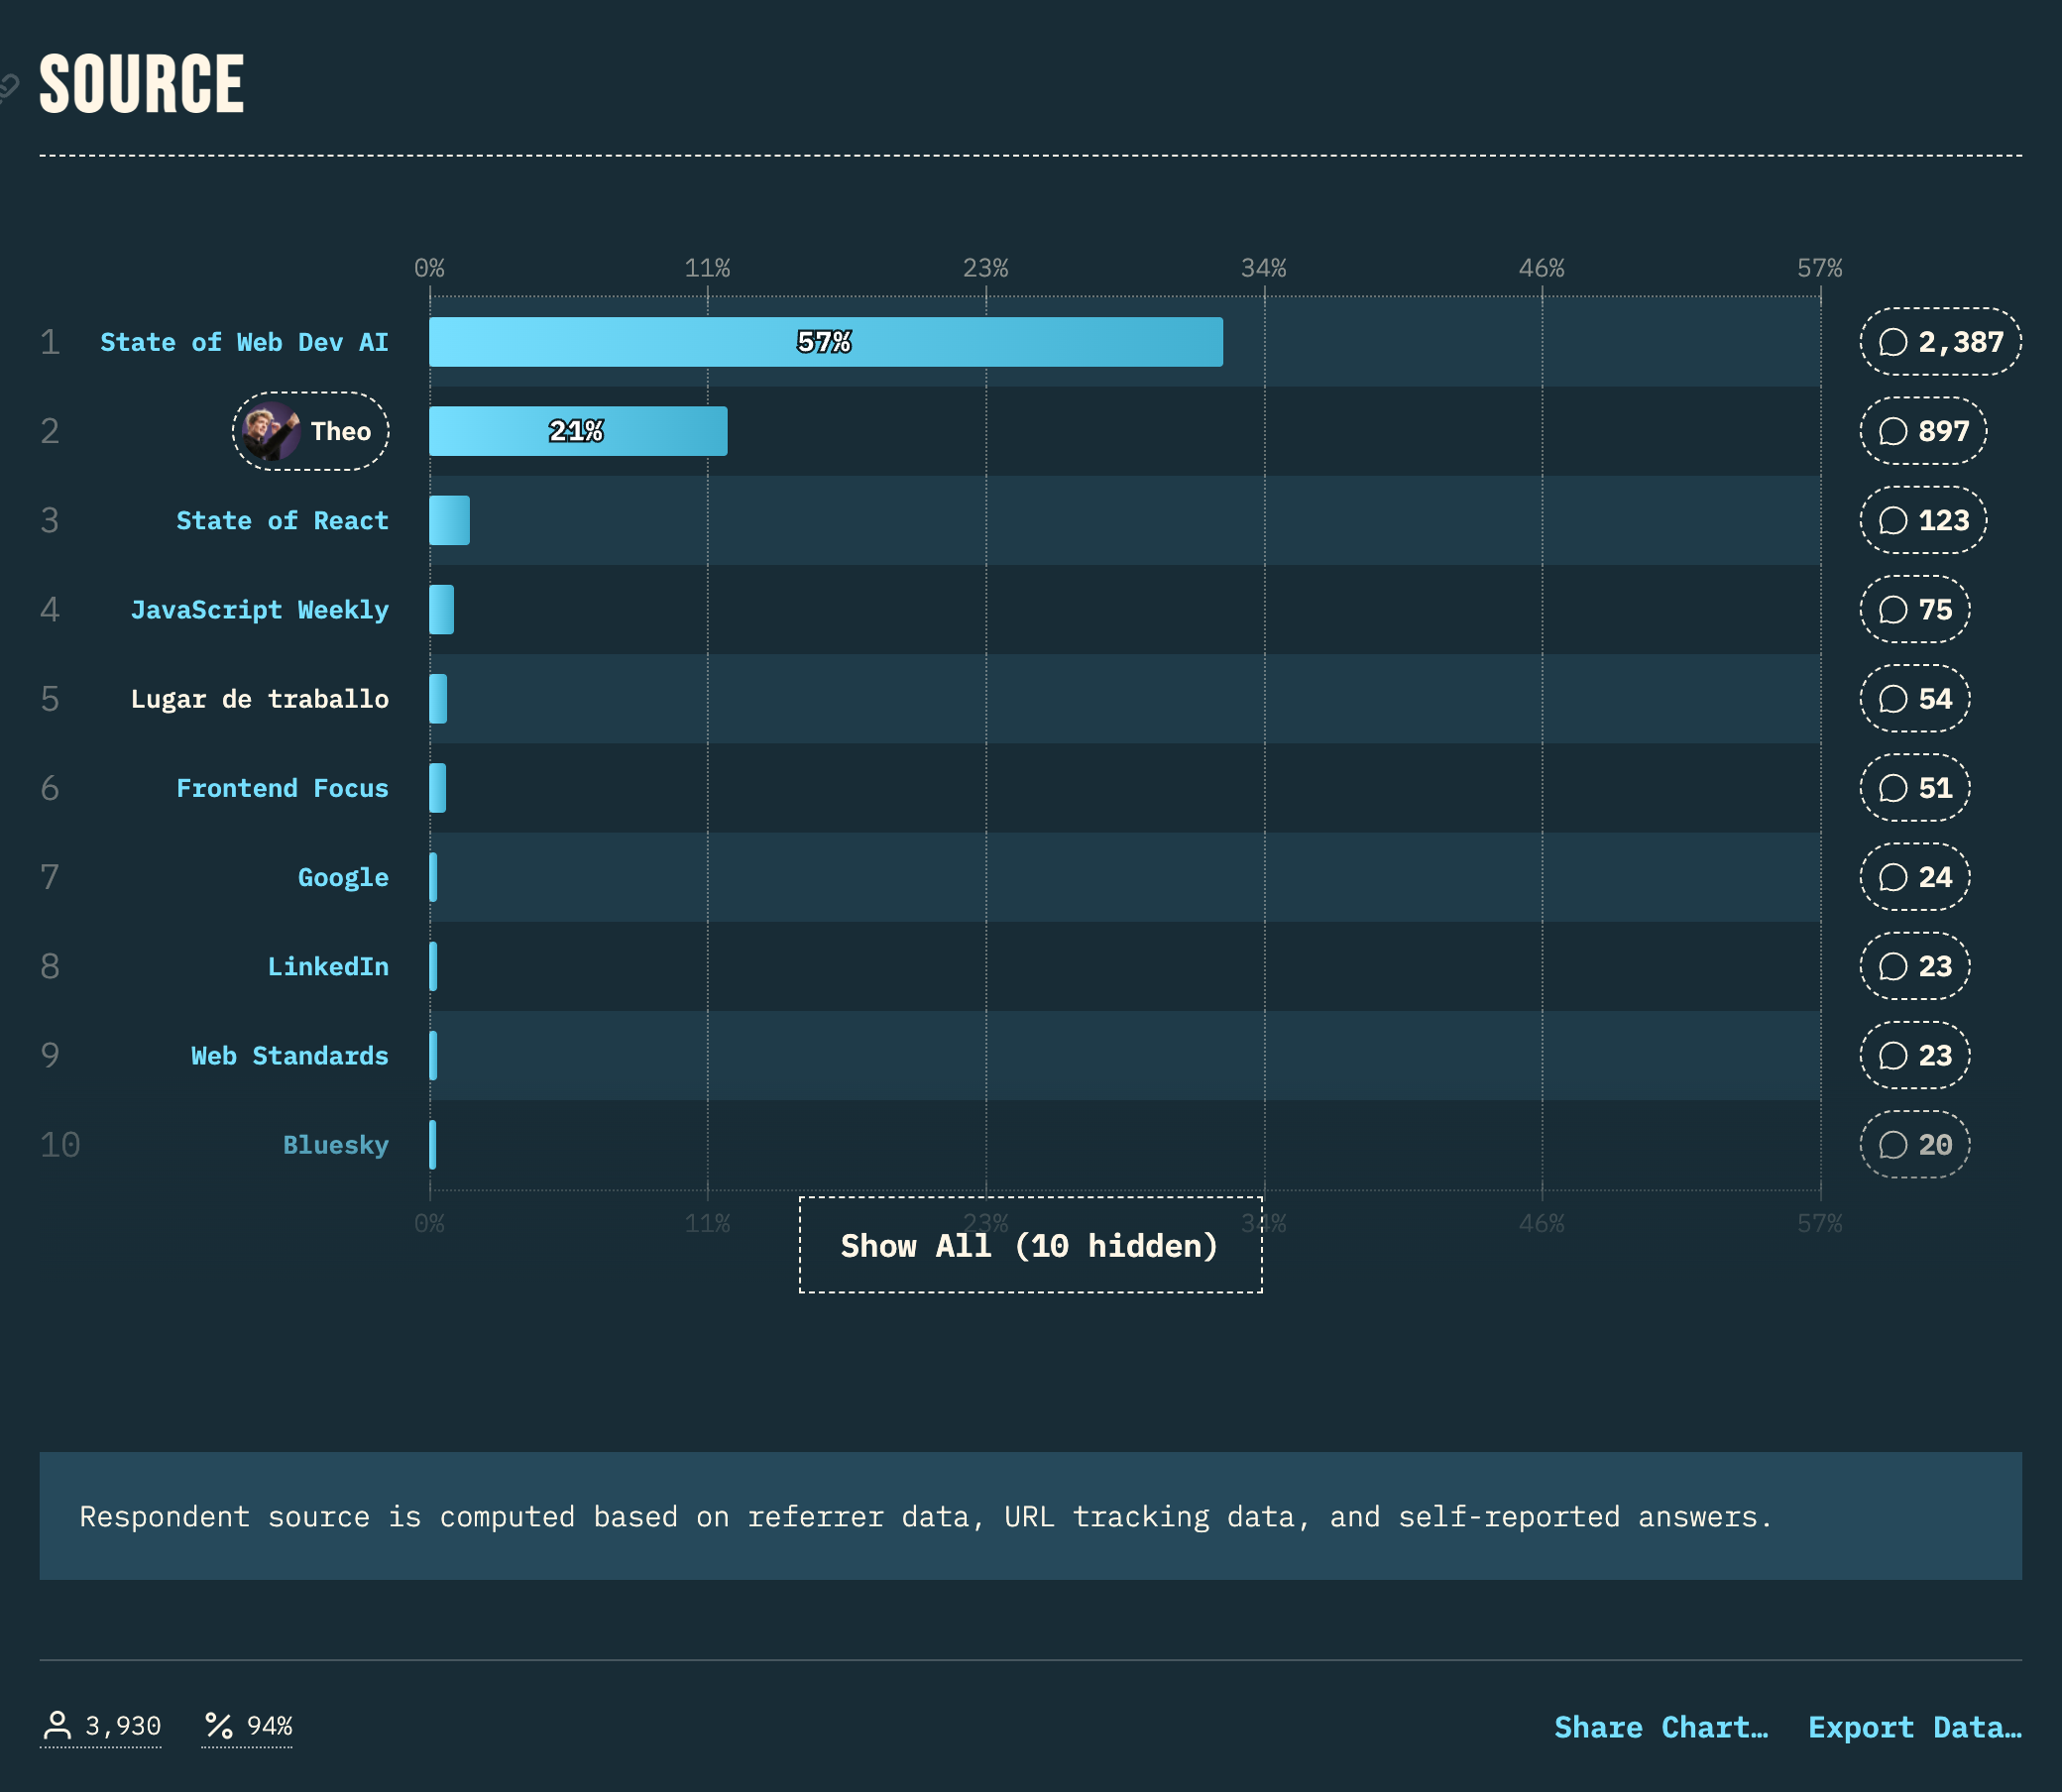 SOURCE
0% 11% 23% 34% 46% 57%
1 State of Web Dev AI 57% 2,387
2 Theo 21% 897
3 State of React 123
4 JavaScript Weekly 75
5 Lugar de traballo 54
6 Frontend Focus 51
7 Google 24
8 LinkedIn 23
9 Web Standards 23
10 Bluesky 20
0% 11% 23% 34% 46% 57%
Show All (10 hidden)
Respondent source is computed based on referrer data, URL tracking data, and self-reported answers.
3,930 94% Share Chart… Export Data…